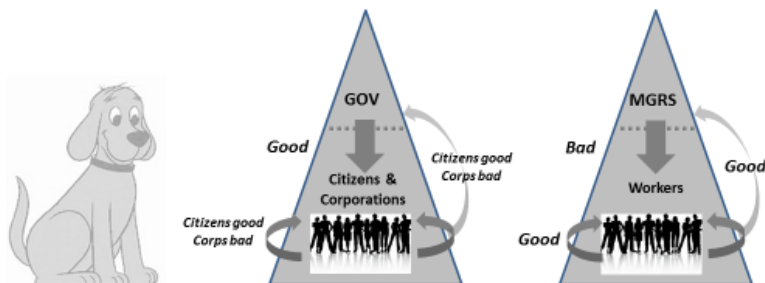 GOV
Good
Citizens good
Corps bad
Citizens &
Corporations
Citizens good
Corps bad
MGRS
Bad
Good
Workers
Good